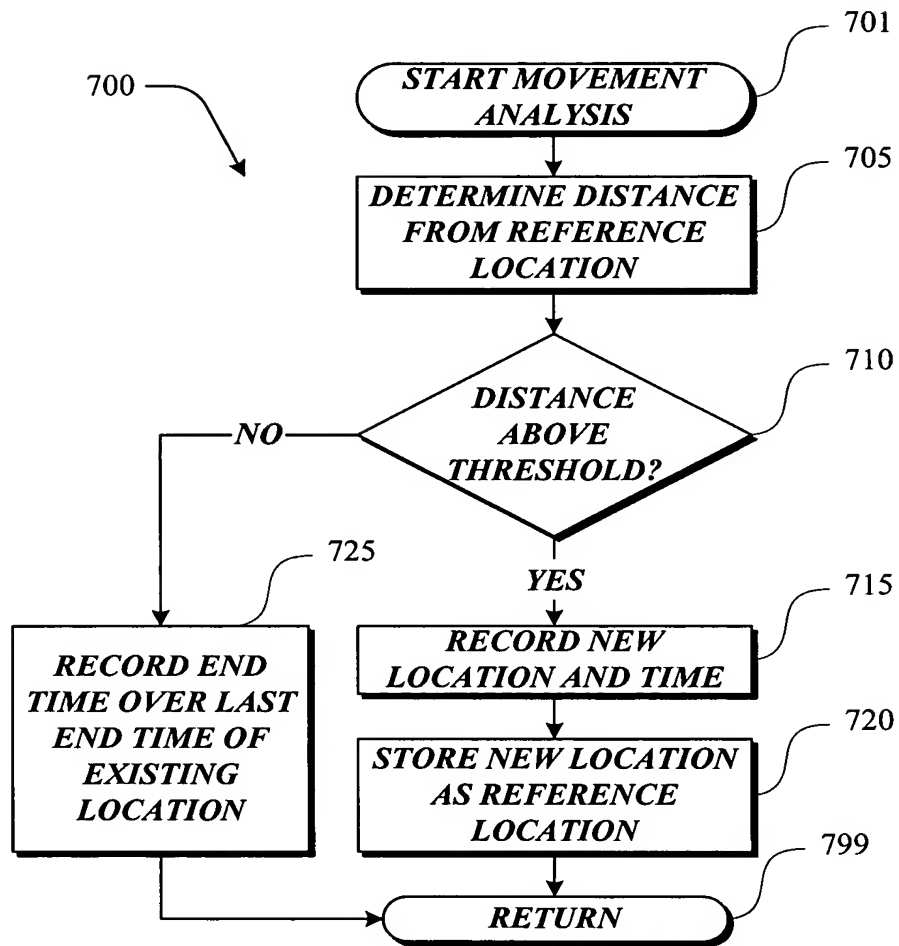 701
START MOVEMENT
ANALYSIS
700
705
DETERMINE DISTANCE
FROM REFERENCE
LOCATION
710
DISTANCE
ABOVE
THRESHOLD?
NO
YES
725
RECORD END
TIME OVER LAST
END TIME OF
EXISTING
LOCATION
715
RECORD NEW
LOCATION AND TIME
720
STORE NEW LOCATION
AS REFERENCE
LOCATION
799
RETURN